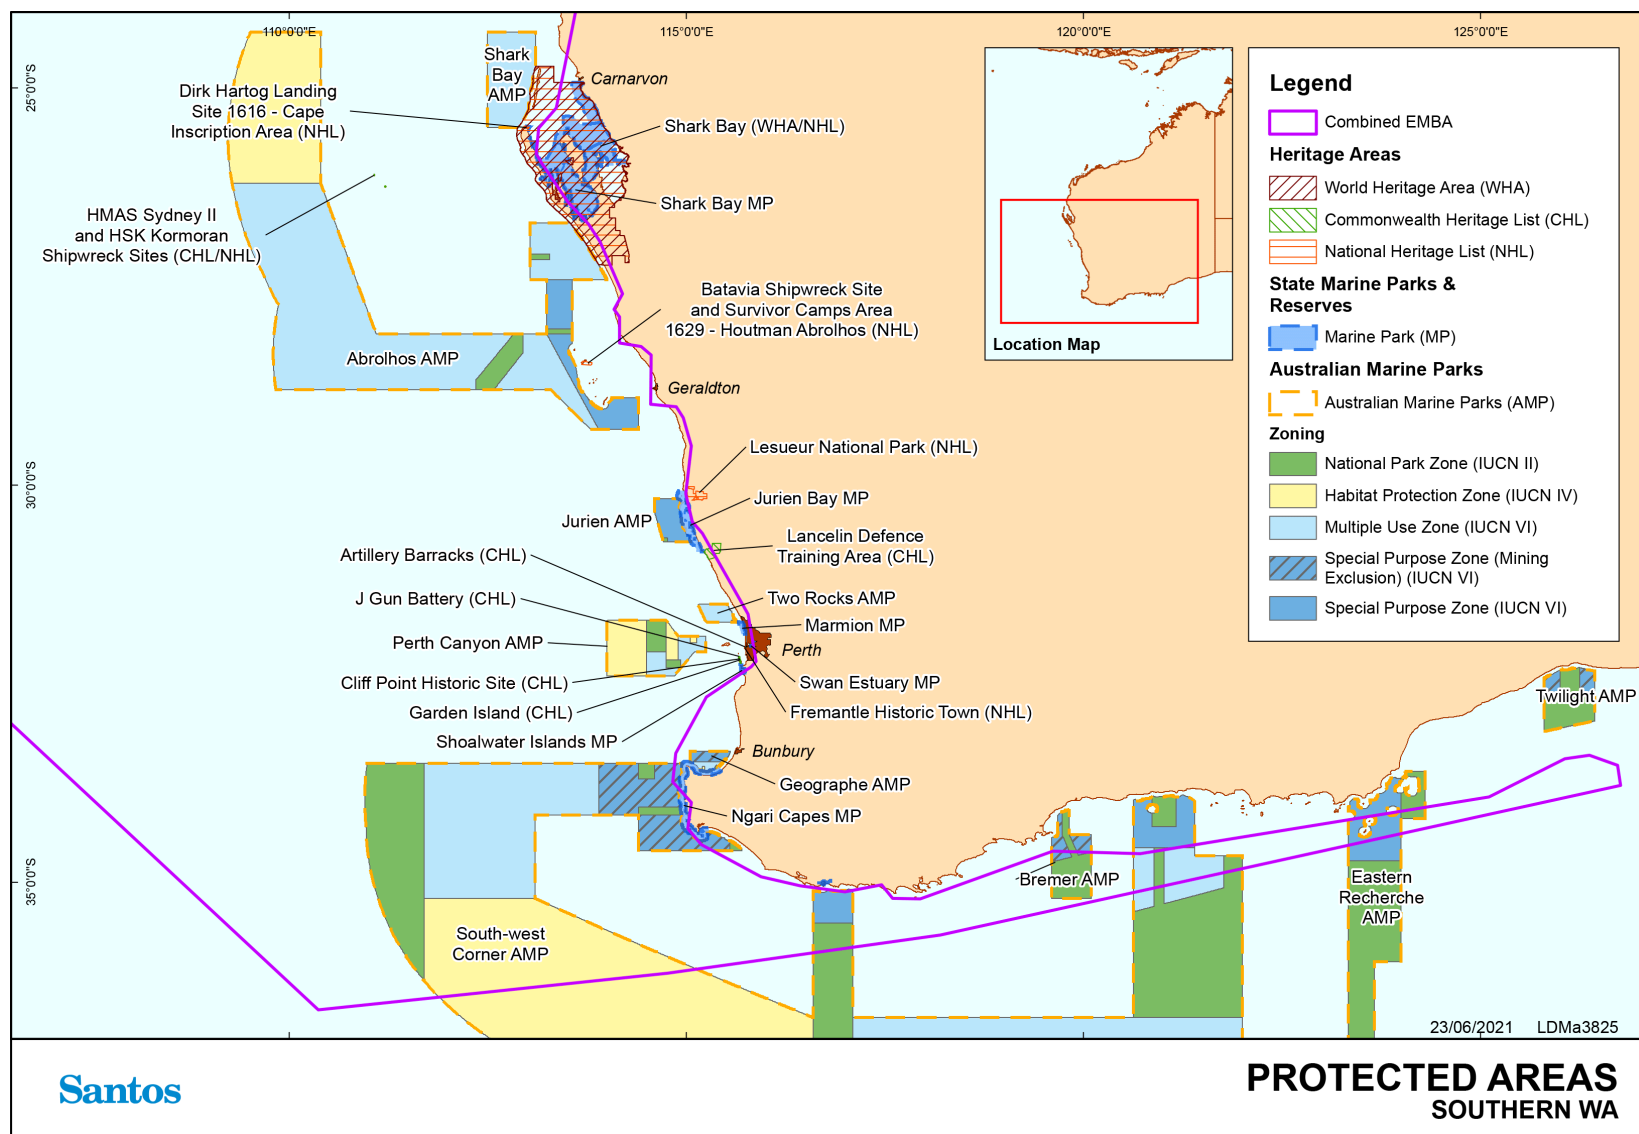 110°0'0"E
115°0'0"E
120°0'0"E
125°0'0"E
25°0'0"S
30°0'0"S
35°0'0"S
Shark
Bay
AMP
Carnarvon
Dirk Hartog Landing
Site 1616 - Cape
Inscription Area (NHL)
Shark Bay (WHA/NHL)
Shark Bay MP
HMAS Sydney II
and HSK Kormoran
Shipwreck Sites (CHL/NHL)
Batavia Shipwreck Site
and Survivor Camps Area
1629 - Houtman Abrolhos (NHL)
Abrolhos AMP
Geraldton
Lesueur National Park (NHL)
Jurien Bay MP
Jurien AMP
Lancelin Defence
Training Area (CHL)
Artillery Barracks (CHL)
J Gun Battery (CHL)
Two Rocks AMP
Marmion MP
Perth Canyon AMP
Perth
Cliff Point Historic Site (CHL)
Swan Estuary MP
Garden Island (CHL)
Fremantle Historic Town (NHL)
Shoalwater Islands MP
Bunbury
Geographe AMP
Ngari Capes MP
South-west
Corner AMP
Bremer AMP
Eastern
Recherche
AMP
Twilight AMP
Location Map
Legend
Combined EMBA
Heritage Areas
World Heritage Area (WHA)
Commonwealth Heritage List (CHL)
National Heritage List (NHL)
State Marine Parks &
Reserves
Marine Park (MP)
Australian Marine Parks
Australian Marine Parks (AMP)
Zoning
National Park Zone (IUCN II)
Habitat Protection Zone (IUCN IV)
Multiple Use Zone (IUCN VI)
Special Purpose Zone (Mining
Exclusion) (IUCN VI)
Special Purpose Zone (IUCN VI)
23/06/2021 LDMa3825
Santos
PROTECTED AREAS
SOUTHERN WA